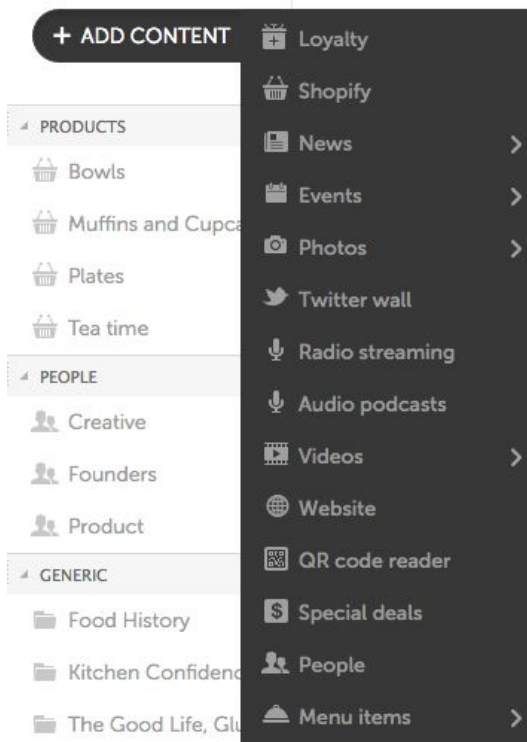 + ADD CONTENT
PRODUCTS
Bowls
Muffins and Cupca
Plates
Tea time
PEOPLE
Creative
Founders
Product
GENERIC
Food History
Kitchen Confidenc
The Good Life, Glu
Loyalty
Shopify
News
Events
Photos
Twitter wall
Radio streaming
Audio podcasts
Videos
Website
QR code reader
Special deals
People
Menu items